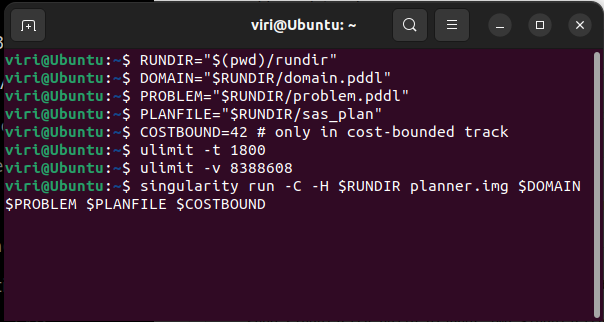 viri@Ubuntu: ~
viri@Ubuntu:~$ RUNDIR="$(pwd)/rundir"
viri@Ubuntu:~$ DOMAIN="$RUNDIR/domain.pddl"
viri@Ubuntu:~$ PROBLEM="$RUNDIR/problem.pddl"
viri@Ubuntu:~$ PLANFILE="$RUNDIR/sas_plan"
viri@Ubuntu:~$ COSTBOUND=42 # only in cost-bounded track
viri@Ubuntu:~$ ulimit -t 1800
viri@Ubuntu:~$ ulimit -v 8388608
viri@Ubuntu:~$ singularity run -C -H $RUNDIR planner.img $DOMAIN
$PROBLEM $PLANFILE $COSTBOUND